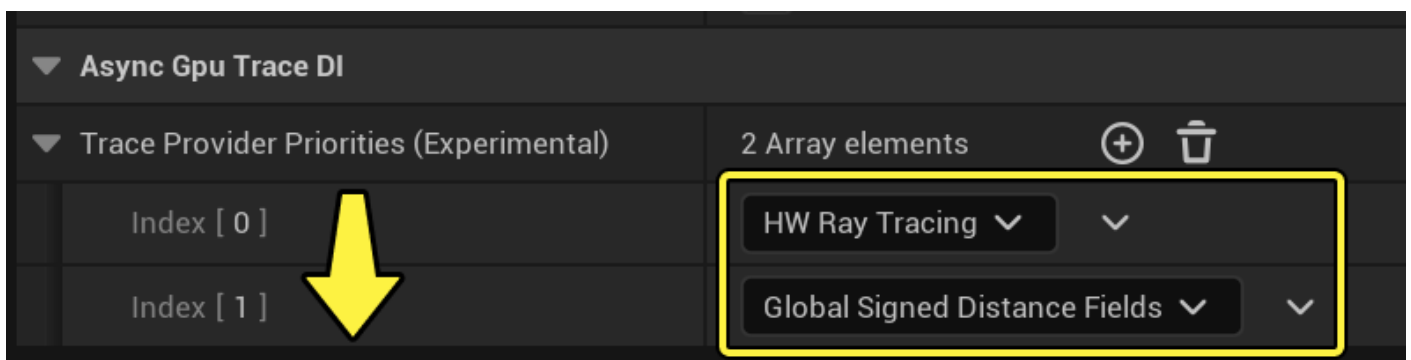 Async Gpu Trace DI
Trace Provider Priorities (Experimental) 2 Array elements
Index [ 0 ] HW Ray Tracing
Index [ 1 ] Global Signed Distance Fields